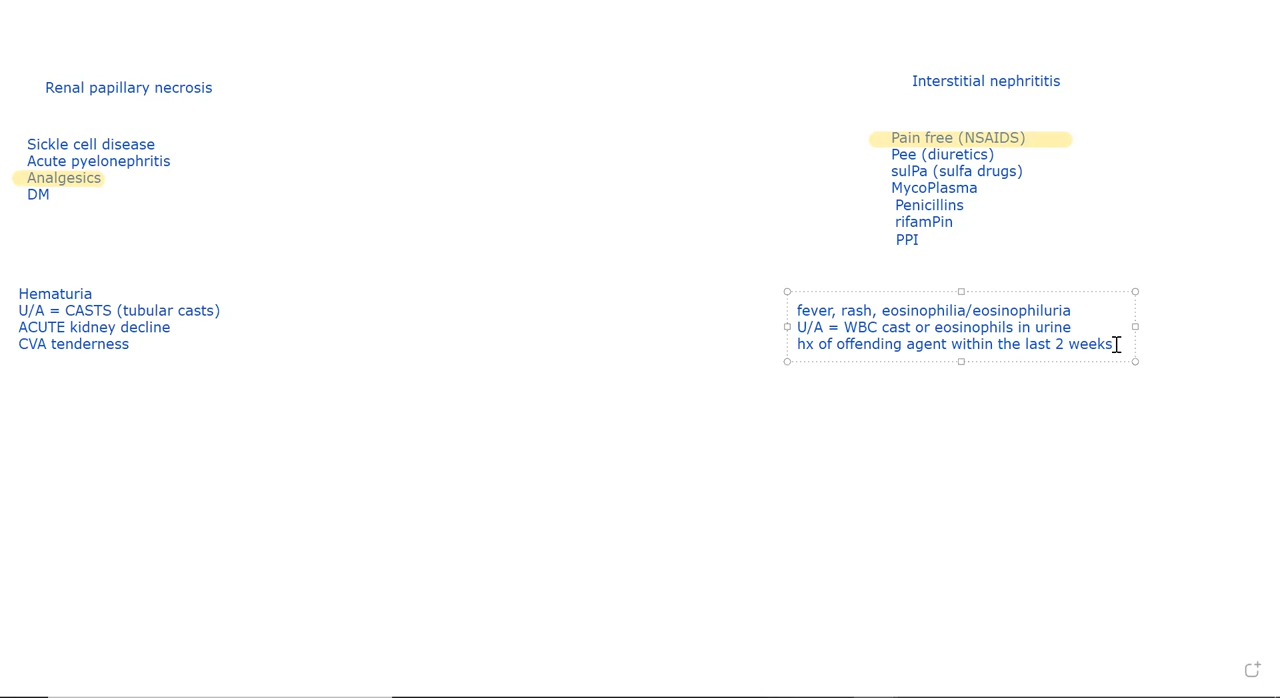 Renal papillary necrosis
Sickle cell disease
Acute pyelonephritis
Analgesics
DM
Hematuria
U/A = CASTS (tubular casts)
ACUTE kidney decline
CVA tenderness
Interstitial nephrititis
Pain free (NSAIDS)
Pee (diuretics)
sulPa (sulfa drugs)
MycoPlasma
Penicillins
rifamPin
PPI
fever, rash, eosinophilia/eosinophiluria
U/A = WBC cast or eosinophils in urine
hx of offending agent within the last 2 weeks